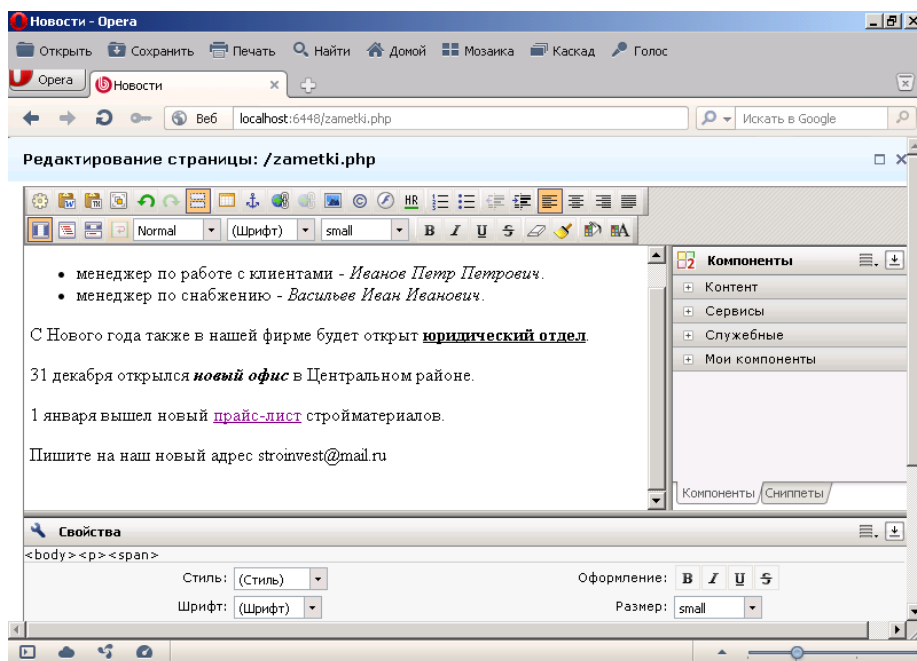 Новости - Opera
Открыть Сохранить Печать Найти Домой Мозаика Каскад Голос
Opera Новости
Веб localhost:6448/zametki.php Искать в Google
Редактирование страницы: /zametki.php
HR
Normal (Шрифт) small B I U S A
менеджер по работе с клиентами - Иванов Петр Петрович.
менеджер по снабжению - Васильев Иван Иванович.
С Нового года также в нашей фирме будет открыт юридический отдел.
31 декабря открылся новый офис в Центральном районе.
1 января вышел новый прайс-лист стройматериалов.
Пишите на наш новый адрес stroinvest@mail.ru
2 Компоненты
Контент
Сервисы
Служебные
Мои компоненты
Компоненты Сниппеты
Свойства
<body><p><span>
Стиль: (Стиль) Оформление: B I U S
Шрифт: (Шрифт) Размер: small